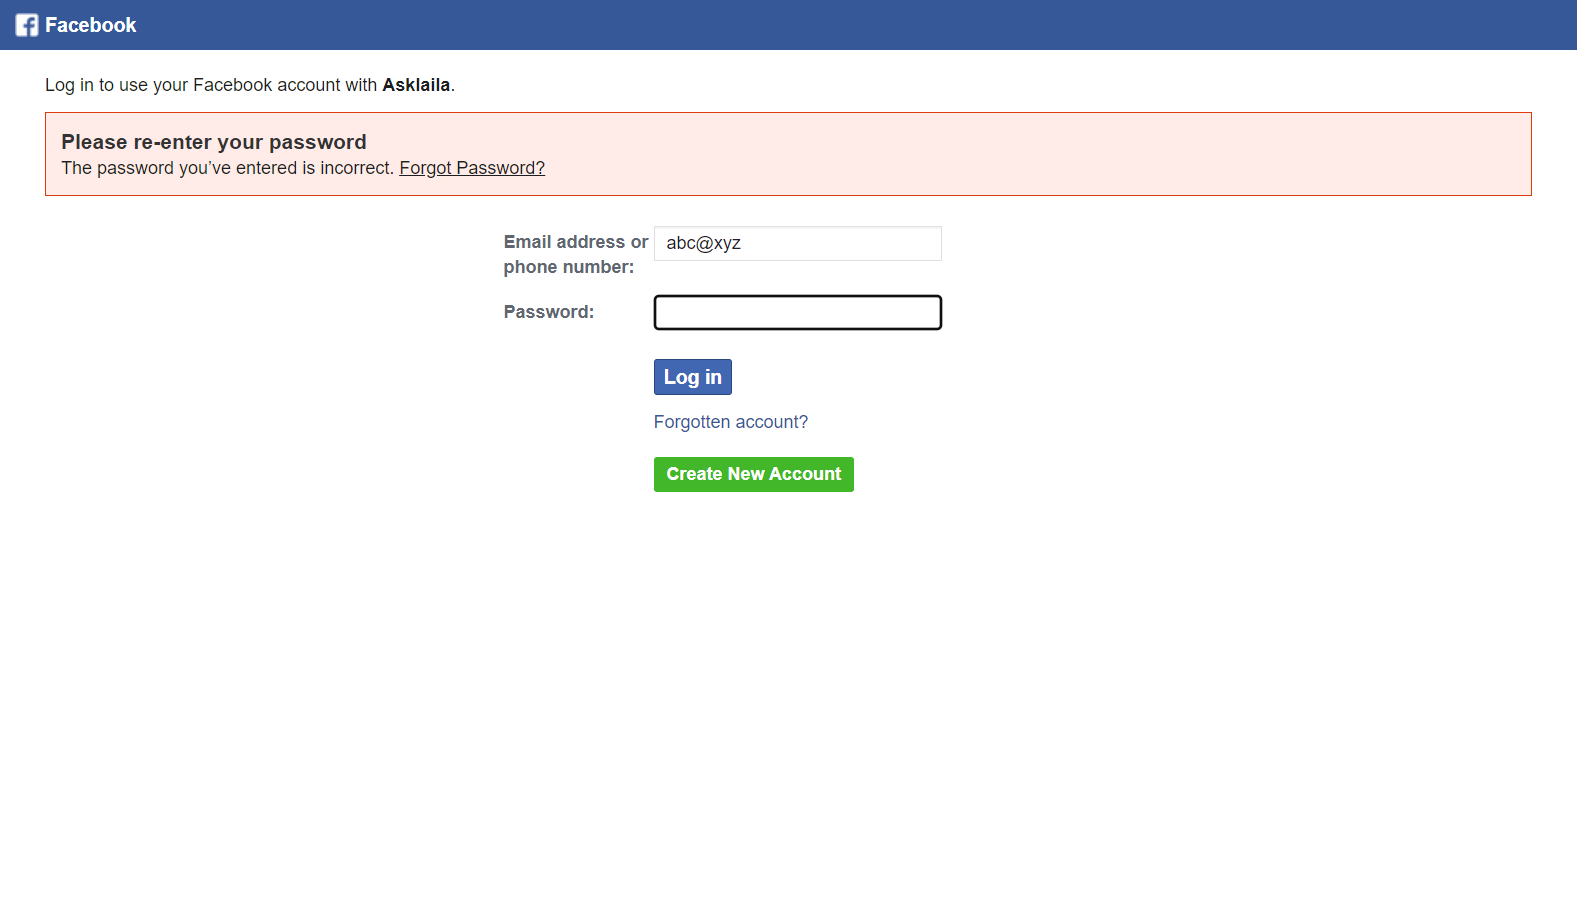 Facebook
Log in to use your Facebook account with Asklaila.
Please re-enter your password
The password you’ve entered is incorrect. Forgot Password?
Email address or
phone number:
abc@xyz
Password:
Log in
Forgotten account?
Create New Account